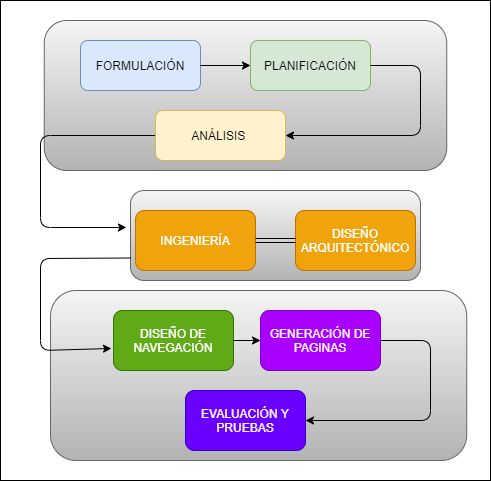 FORMULACIÓN
PLANIFICACIÓN
ANÁLISIS
INGENIERÍA
DISEÑO
ARQUITECTÓNICO
DISEÑO DE
NAVEGACIÓN
GENERACIÓN DE
PAGINAS
EVALUACIÓN Y
PRUEBAS